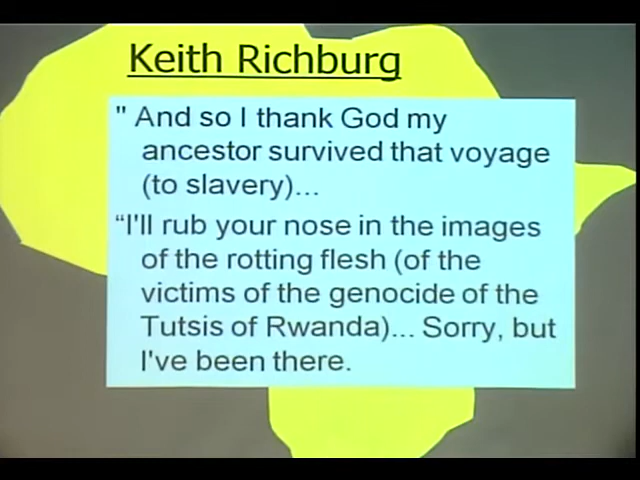 Keith Richburg
" And so I thank God my
ancestor survived that voyage
(to slavery)...
“I'll rub your nose in the images
of the rotting flesh (of the
victims of the genocide of the
Tutsis of Rwanda)... Sorry, but
I've been there.